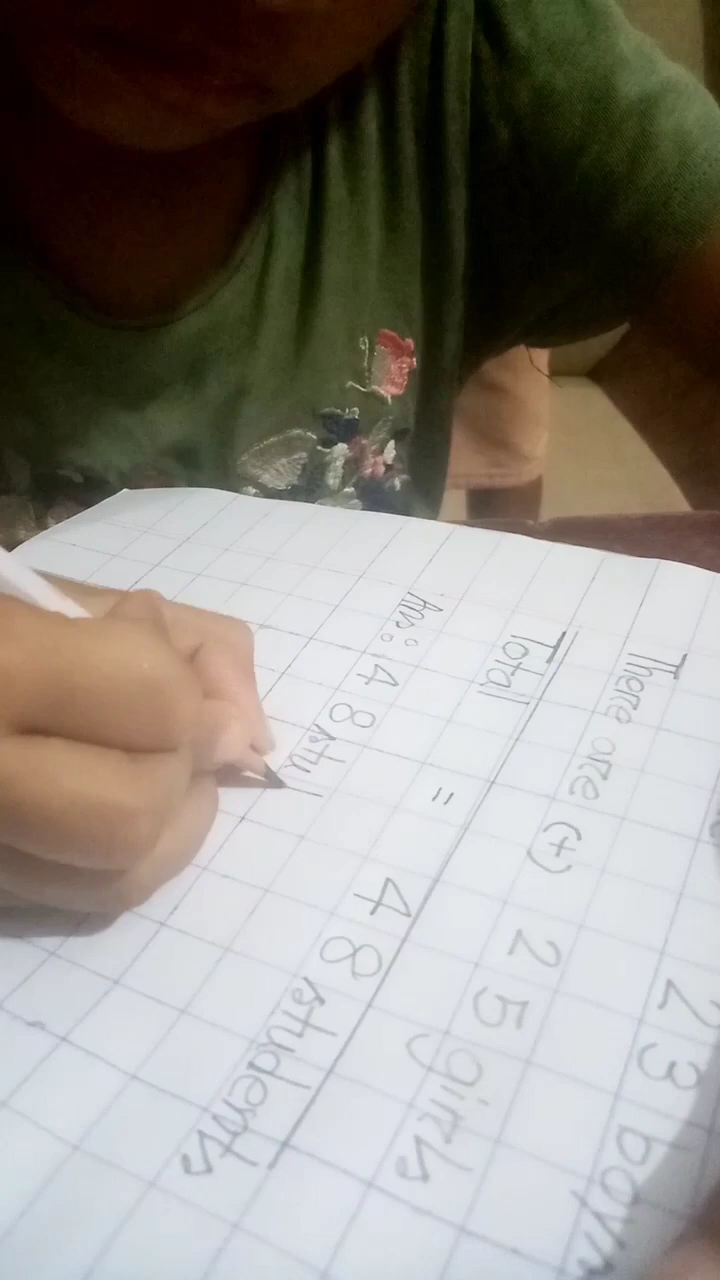 23 boys
There are (+) 25 girls
Total = 48 students
Ans: 48 stu